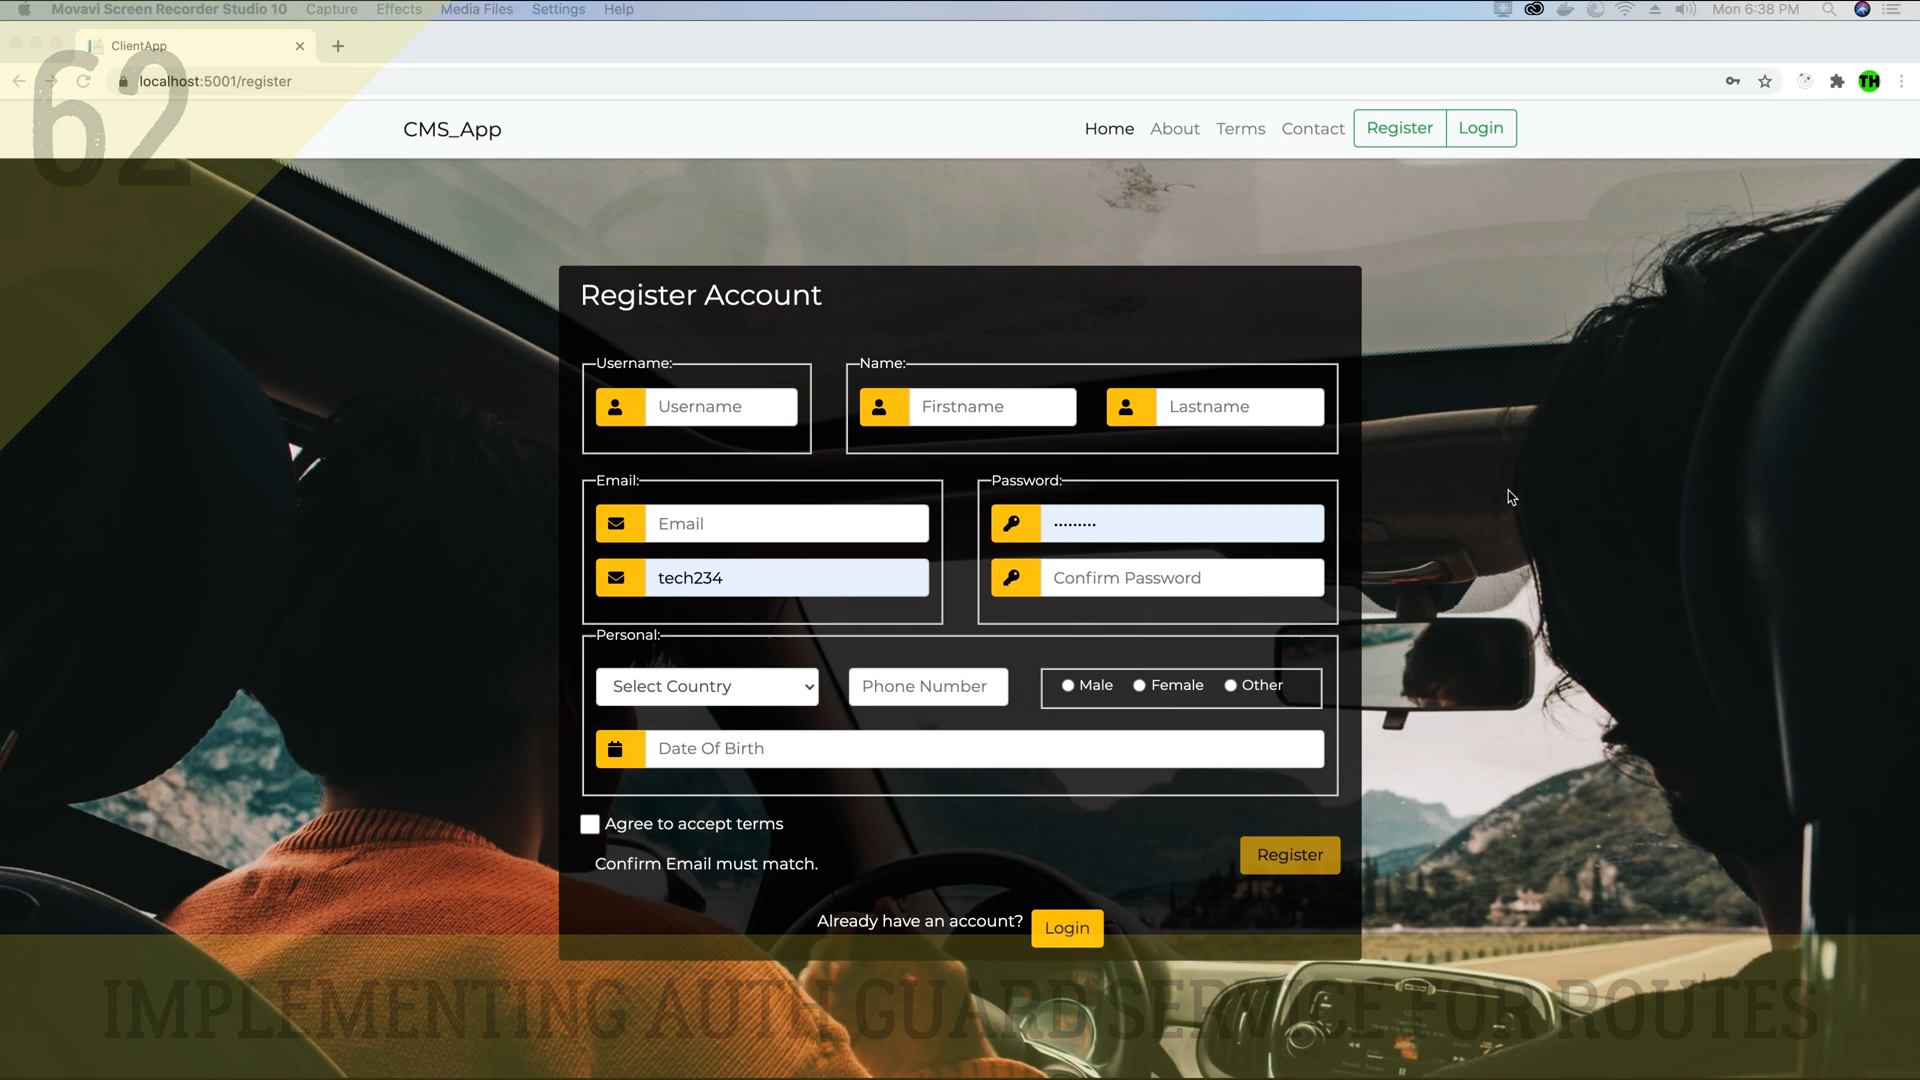 Movavi Screen Recorder Studio 10 Capture Effects Media Files Settings Help Mon 6:38 PM
ClientApp
62
localhost:5001/register
TH
CMS_App Home About Terms Contact Register Login
Register Account
Username: Name:
Username Firstname Lastname
Email: Password:
Email •••••••••
tech234 Confirm Password
Personal:
Select Country Phone Number Male Female Other
Date Of Birth
Agree to accept terms
Confirm Email must match. Register
Already have an account? Login
IMPLEMENTING AUTH GUARD SERVICE FOR ROUTES